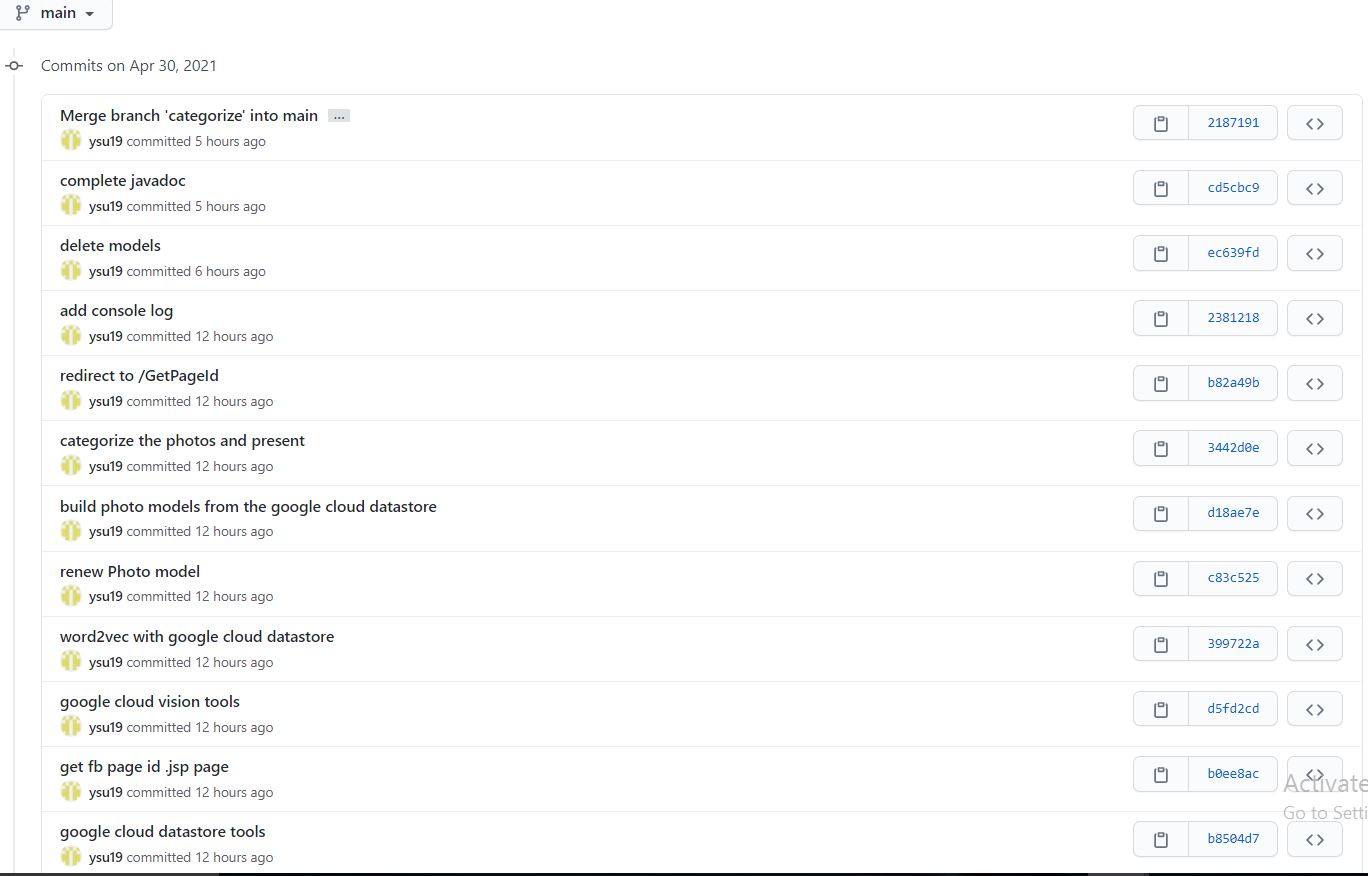 main
Commits on Apr 30, 2021
Merge branch 'categorize' into main ...
2187191
ysu19 committed 5 hours ago
complete javadoc
cd5cbc9
ysu19 committed 5 hours ago
delete models
ec639fd
ysu19 committed 6 hours ago
add console log
2381218
ysu19 committed 12 hours ago
redirect to /GetPageId
b82a49b
ysu19 committed 12 hours ago
categorize the photos and present
3442d0e
ysu19 committed 12 hours ago
build photo models from the google cloud datastore
d18ae7e
ysu19 committed 12 hours ago
renew Photo model
c83c525
ysu19 committed 12 hours ago
word2vec with google cloud datastore
399722a
ysu19 committed 12 hours ago
google cloud vision tools
d5fd2cd
ysu19 committed 12 hours ago
get fb page id .jsp page
b0ee8ac
ysu19 committed 12 hours ago
Activate
Go to Setti
google cloud datastore tools
b8504d7
ysu19 committed 12 hours ago